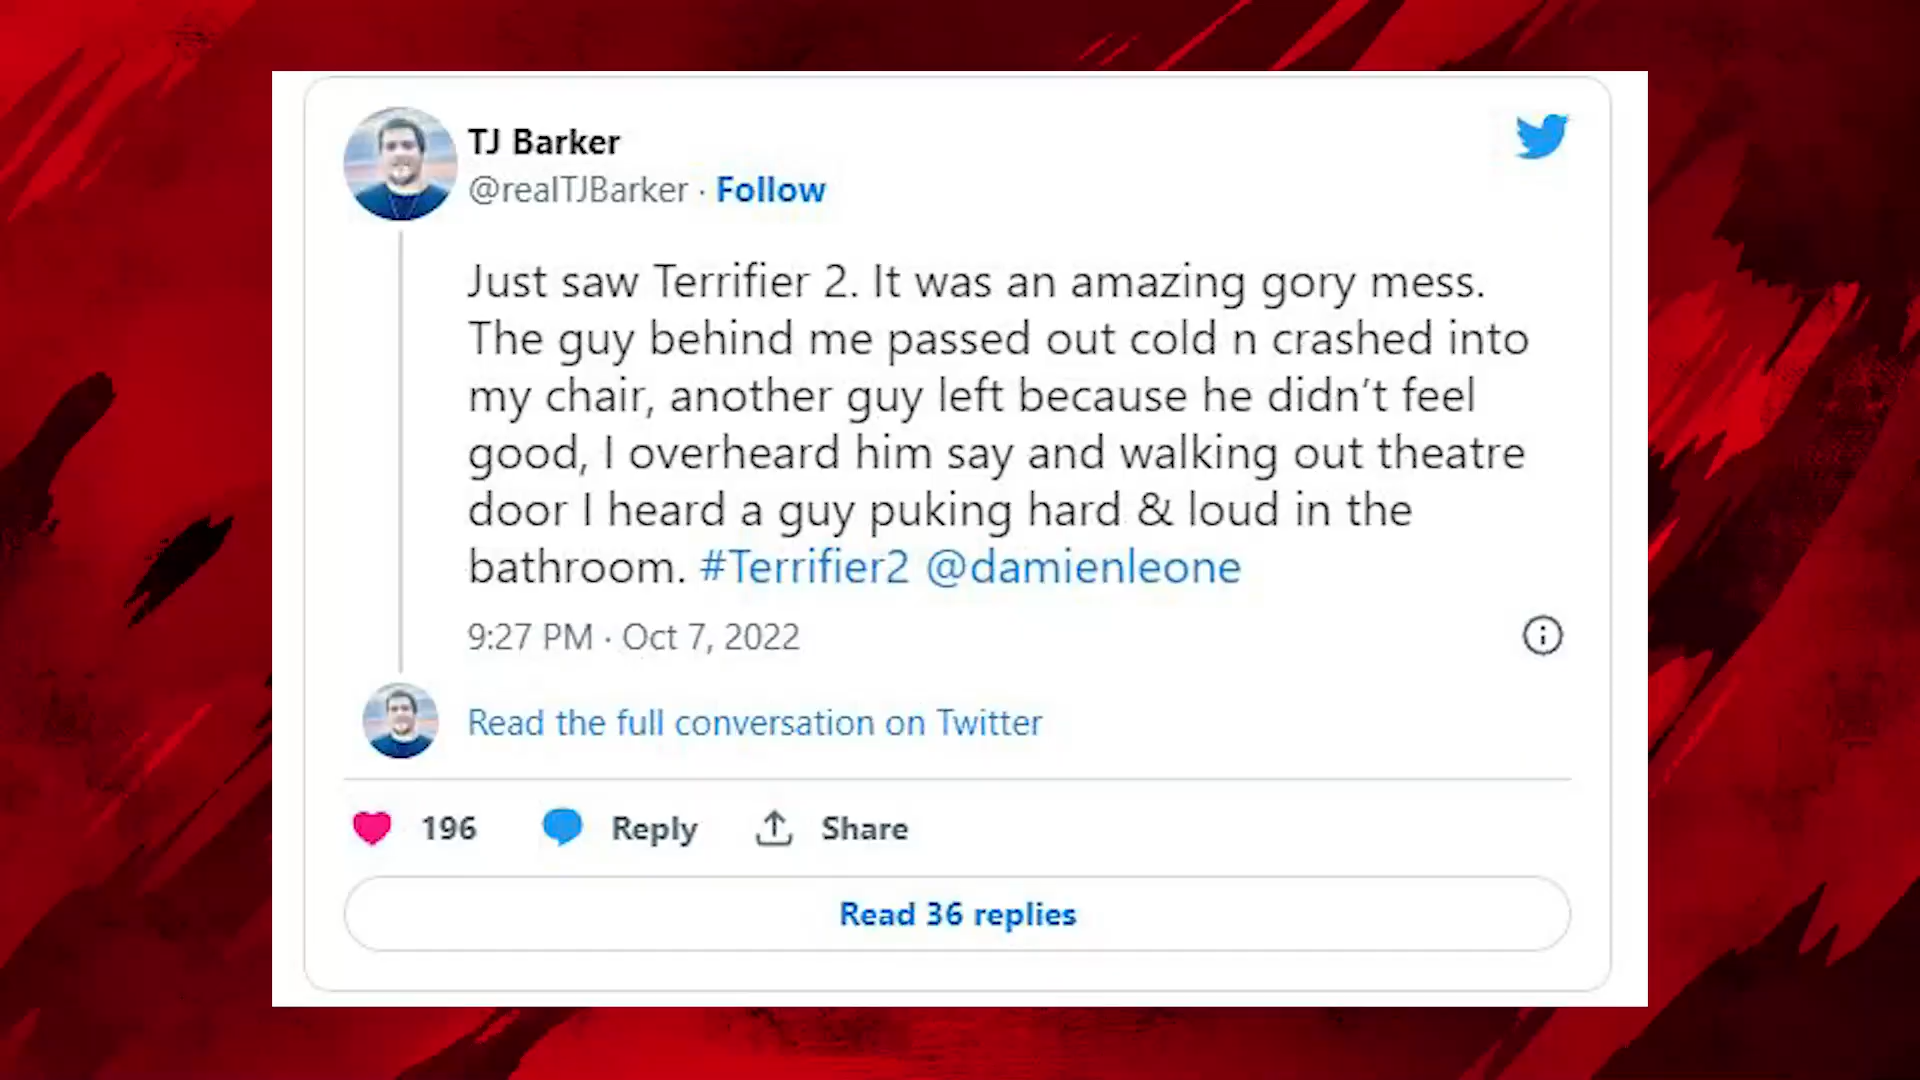 TJ Barker
@realTJBarker · Follow
Just saw Terrifier 2. It was an amazing gory mess.
The guy behind me passed out cold n crashed into
my chair, another guy left because he didn’t feel
good, I overheard him say and walking out theatre
door I heard a guy puking hard & loud in the
bathroom. #Terrifier2 @damienleone
9:27 PM · Oct 7, 2022
Read the full conversation on Twitter
196 Reply Share
Read 36 replies